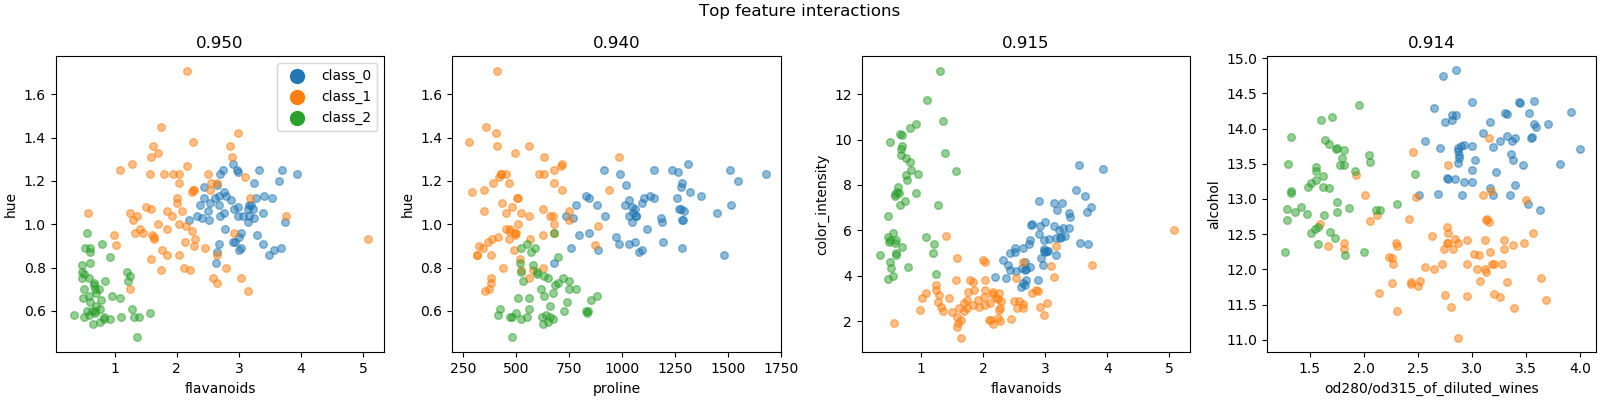 Top feature interactions
0.950
hue
1.6
1.4
1.2
1.0
0.8
0.6
class_0
class_1
class_2
1 2 3 4 5
flavanoids
0.940
hue
1.6
1.4
1.2
1.0
0.8
0.6
250 500 750 1000 1250 1500 1750
proline
0.915
color_intensity
12
10
8
6
4
2
1 2 3 4 5
flavanoids
0.914
alcohol
15.0
14.5
14.0
13.5
13.0
12.5
12.0
11.5
11.0
1.5 2.0 2.5 3.0 3.5 4.0
od280/od315_of_diluted_wines